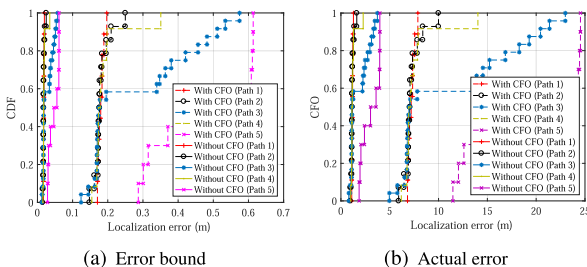 1
0.8
0.6
0.4
0.2
0
CDF
0 0.1 0.2 0.3 0.4 0.5 0.6 0.7
Localization error (m)
With CFO (Path 1)
With CFO (Path 2)
With CFO (Path 3)
With CFO (Path 4)
With CFO (Path 5)
Without CFO (Path 1)
Without CFO (Path 2)
Without CFO (Path 3)
Without CFO (Path 4)
Without CFO (Path 5)
(a) Error bound
1
0.8
0.6
0.4
0.2
0
CFO
0 5 10 15 20 25
Localization error (m)
With CFO (Path 1)
With CFO (Path 2)
With CFO (Path 3)
With CFO (Path 4)
With CFO (Path 5)
Without CFO (Path 1)
Without CFO (Path 2)
Without CFO (Path 3)
Without CFO (Path 4)
Without CFO (Path 5)
(b) Actual error